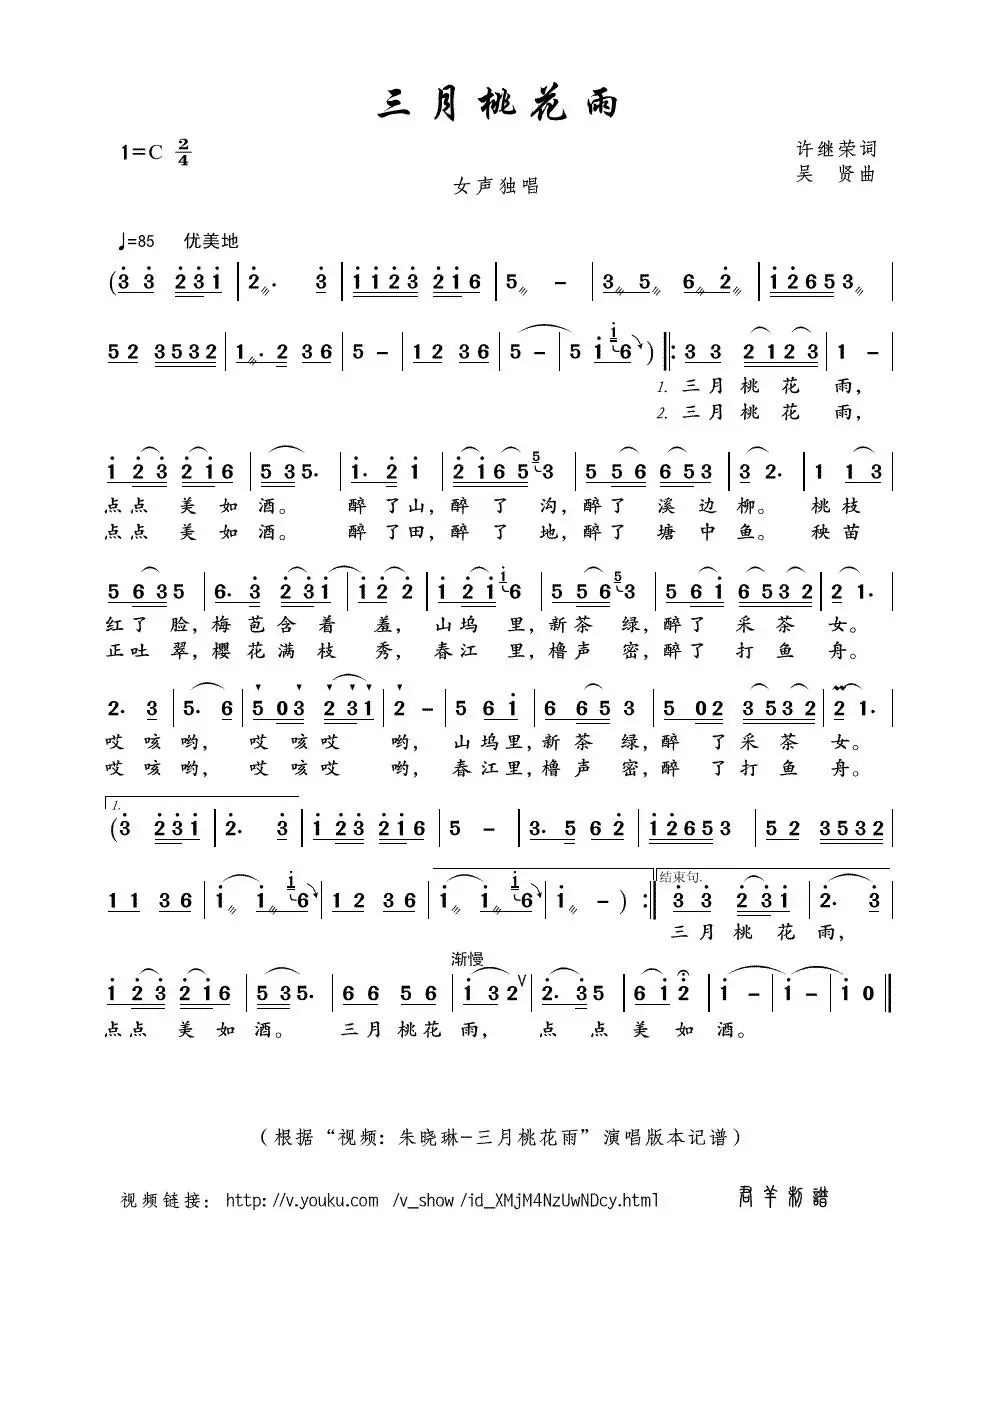 三月桃花雨
1=C 2/4
许继荣词
吴 贤曲
女声独唱
♩=85 优美地
(3 3 2 3 1 | 2. 3 | 1 1 2 3 2 1 6 | 5 - | 3 5 6 2 | 1 2 6 5 3 |
5 2 3 5 3 2 | 1. 2 3 6 | 5 - | 1 2 3 6 | 5 - | 5 1 1 6 ) |: 3 3 2 1 2 3 | 1 - |
1. 三月 桃 花 雨，
2. 三月 桃 花 雨，
1 2 3 2 1 6 | 5 3 5. | 1. 2 1 | 2 1 6 5 5 3 | 5 5 6 6 5 3 | 3 2. | 1 1 3 |
点点 美 如 酒。 醉 了山，醉 了 沟，醉了 溪 边 柳。 桃枝
点点 美 如 酒。 醉 了田，醉 了 地，醉了 塘 中 鱼。 秧苗
5 6 3 5 | 6. 3 2 3 1 | 1 2 2 | 1 2 1 1 6 | 5 5 6 5 3 | 5 6 1 6 5 3 2 | 2 1. |
红了 脸，梅 苞含 着 羞， 山坞 里，新茶 绿，醉了 采 茶 女。
正吐 翠，樱 花满 枝 秀， 春江 里，橹声 密，醉了 打 鱼 舟。
2. 3 | 5. 6 | 5 0 3 2 3 1 | 2 - | 5 6 1 | 6 6 5 3 | 5 0 2 3 5 3 2 | 2 1. |
哎 咳 哟， 哎 咳 哎 哟， 山坞里，新 茶 绿，醉 了 采 茶 女。
哎 咳 哟， 哎 咳 哎 哟， 春江里，橹 声 密，醉 了 打 鱼 舟。
1.
(3 2 3 1 | 2. 3 | 1 2 3 2 1 6 | 5 - | 3. 5 6 2 | 1 2 6 5 3 | 5 2 3 5 3 2 |
结束句.
1 1 3 6 | 1 1 1 6 | 1 2 3 6 | 1 1 1 6 | 1 - ) :| 3 3 2 3 1 | 2. 3 |
三月 桃 花 雨，
渐慢
1 2 3 2 1 6 | 5 3 5. | 6 6 5 6 | 1 3 2 V | 2. 3 5 | 6 1 2 | 1 - | 1 - | 1 0 ‖
点点 美 如 酒。 三月 桃花 雨， 点 点 美 如 酒。
（根据“视频：朱晓琳-三月桃花雨”演唱版本记谱）
视频链接： http://v.youku.com /v_show /id_XMjM4NzUwNDcy.html 君羊制谱